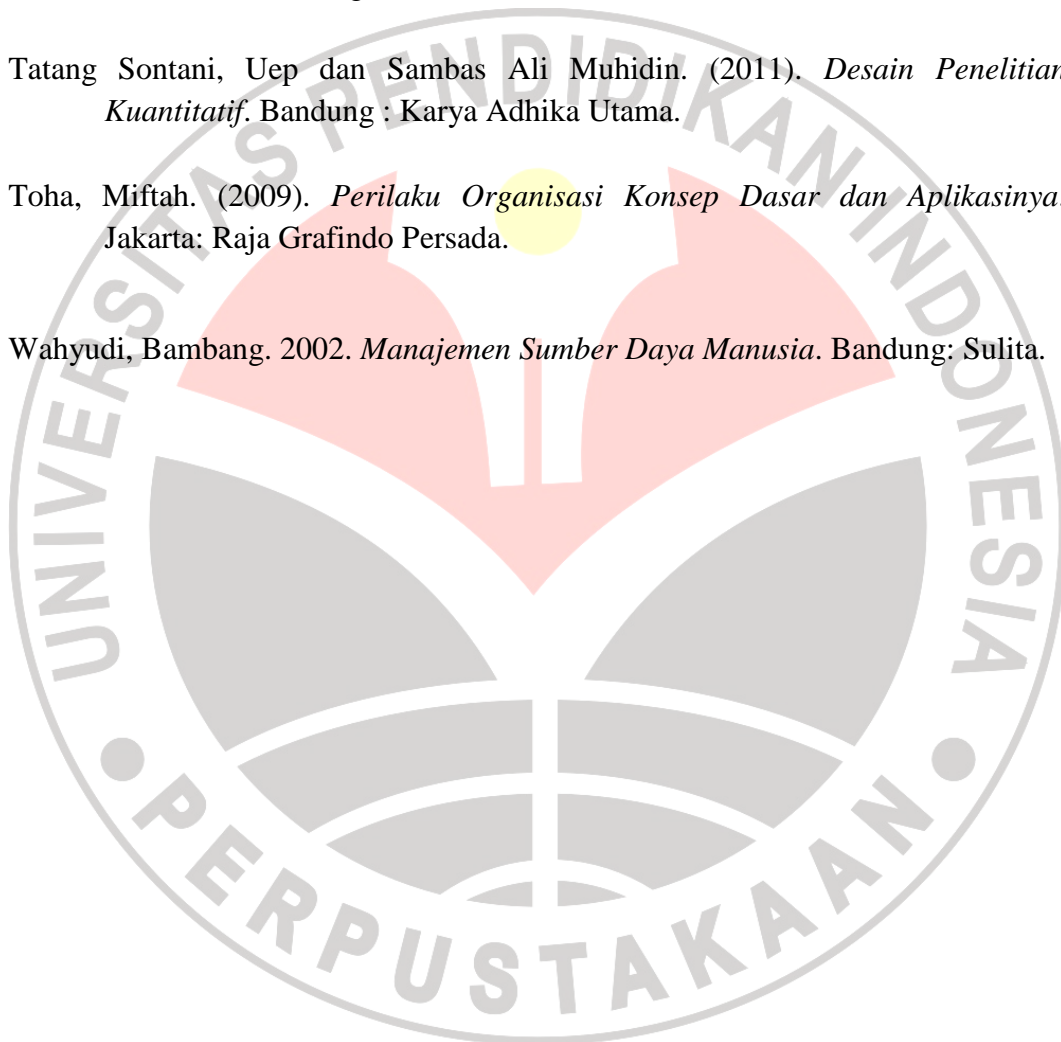 Tatang Sontani, Uep dan Sambas Ali Muhidin. (2011). Desain Penelitian
Kuantitatif. Bandung : Karya Adhika Utama.
Toha, Miftah. (2009). Perilaku Organisasi Konsep Dasar dan Aplikasinya.
Jakarta: Raja Grafindo Persada.
Wahyudi, Bambang. 2002. Manajemen Sumber Daya Manusia. Bandung: Sulita.
UNIVERSITAS PENDIDIKAN INDONESIA
PERPUSTAKAAN